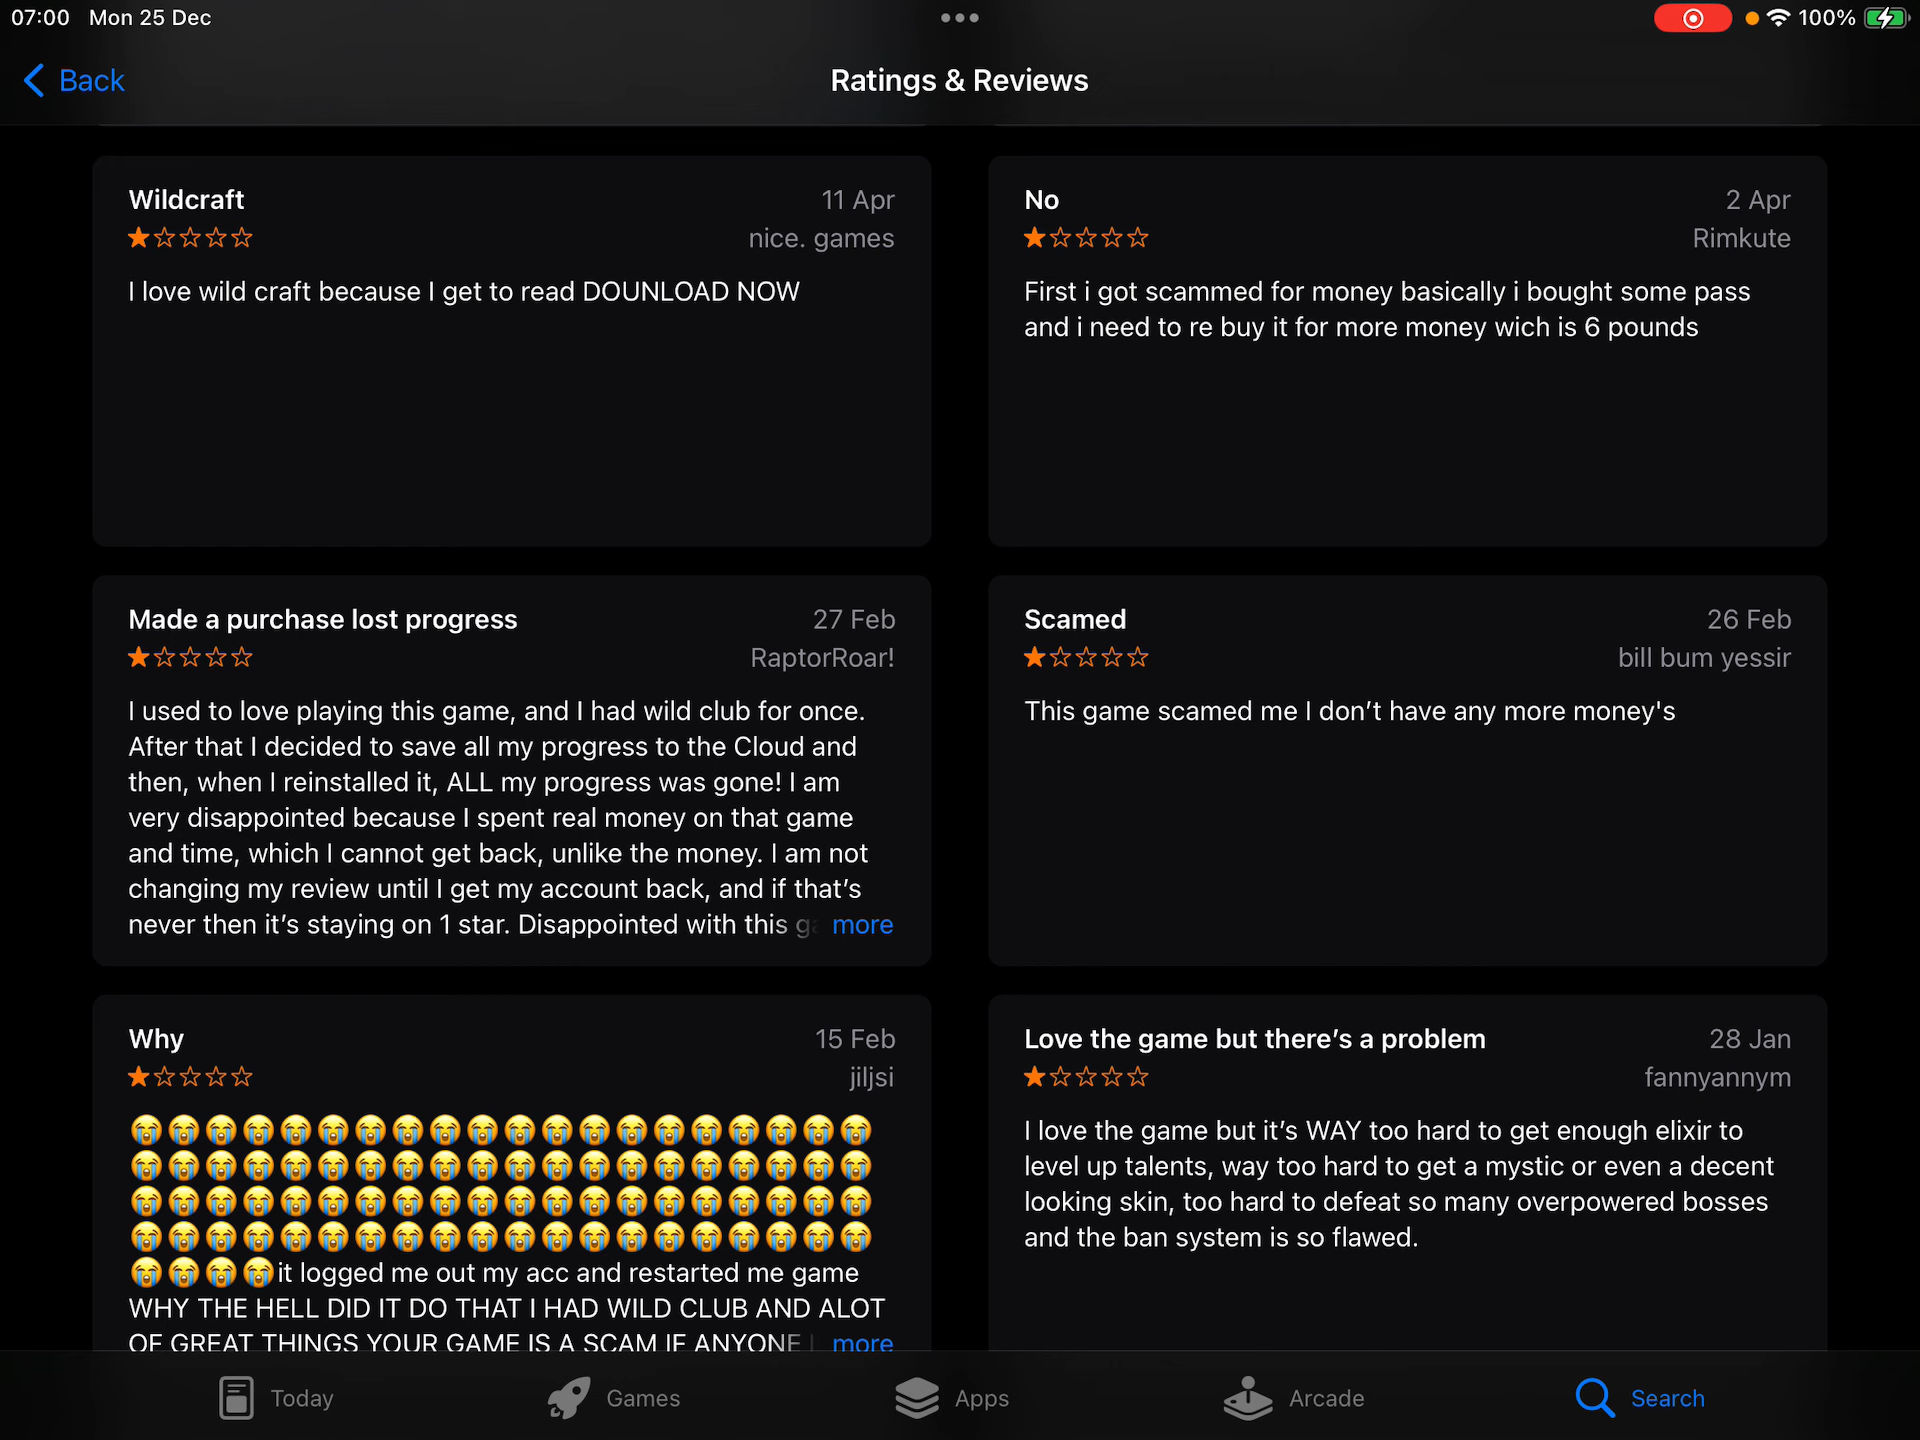 07:00 Mon 25 Dec
100%
Back
Ratings & Reviews
Wildcraft
11 Apr
nice. games
I love wild craft because I get to read DOUNLOAD NOW
No
2 Apr
Rimkute
First i got scammed for money basically i bought some pass
and i need to re buy it for more money wich is 6 pounds
Made a purchase lost progress
27 Feb
RaptorRoar!
I used to love playing this game, and I had wild club for once.
After that I decided to save all my progress to the Cloud and
then, when I reinstalled it, ALL my progress was gone! I am
very disappointed because I spent real money on that game
and time, which I cannot get back, unlike the money. I am not
changing my review until I get my account back, and if that’s
never then it’s staying on 1 star. Disappointed with this more
Scamed
26 Feb
bill bum yessir
This game scamed me I don’t have any more money's
Why
15 Feb
jiljsi
😭😭😭😭😭😭😭😭😭😭😭😭😭😭😭😭😭😭😭😭
😭😭😭😭😭😭😭😭😭😭😭😭😭😭😭😭😭😭😭😭
😭😭😭😭😭😭😭😭😭😭😭😭😭😭😭😭😭😭😭😭
😭😭😭😭😭😭😭😭😭😭😭😭😭😭😭😭😭😭😭😭
😭😭😭😭it logged me out my acc and restarted me game
WHY THE HELL DID IT DO THAT I HAD WILD CLUB AND ALOT
OF GREAT THINGS YOUR GAME IS A SCAM IF ANYONE more
Love the game but there’s a problem
28 Jan
fannyannym
I love the game but it’s WAY too hard to get enough elixir to
level up talents, way too hard to get a mystic or even a decent
looking skin, too hard to defeat so many overpowered bosses
and the ban system is so flawed.
Today
Games
Apps
Arcade
Search